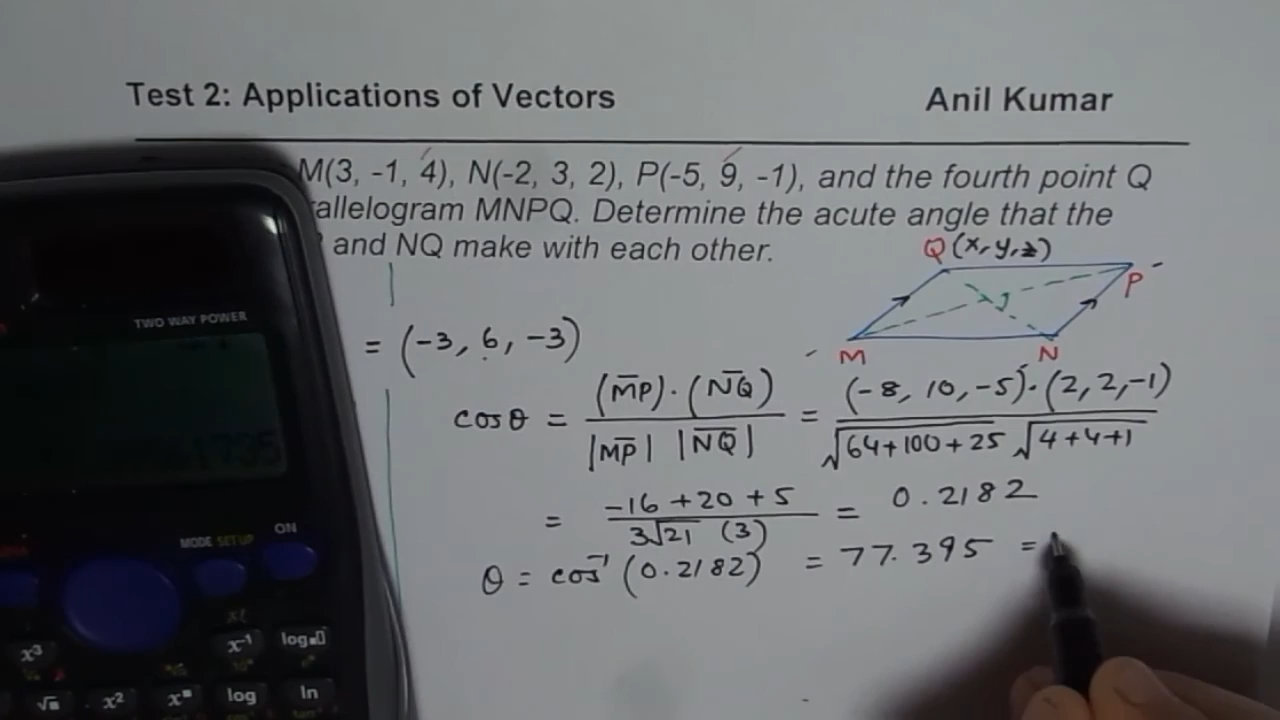 Test 2: Applications of Vectors Anil Kumar
M(3, -1, 4), N(-2, 3, 2), P(-5, 9, -1), and the fourth point Q
rallelogram MNPQ. Determine the acute angle that the
and NQ make with each other.
Q (x, y, z)
P
M N
= (-3, 6, -3)
cosθ = (MP)·(NQ) / |MP| |NQ| = (-8, 10, -5)·(2, 2, -1) / √64+100+25 √4+4+1
= -16 + 20 + 5 / 3√21 (3) = 0.2182
θ = cos⁻¹ (0.2182) = 77.395 =
TWO WAY POWER
MODE SETUP ON
x³ x⁻¹ log
x² log ln